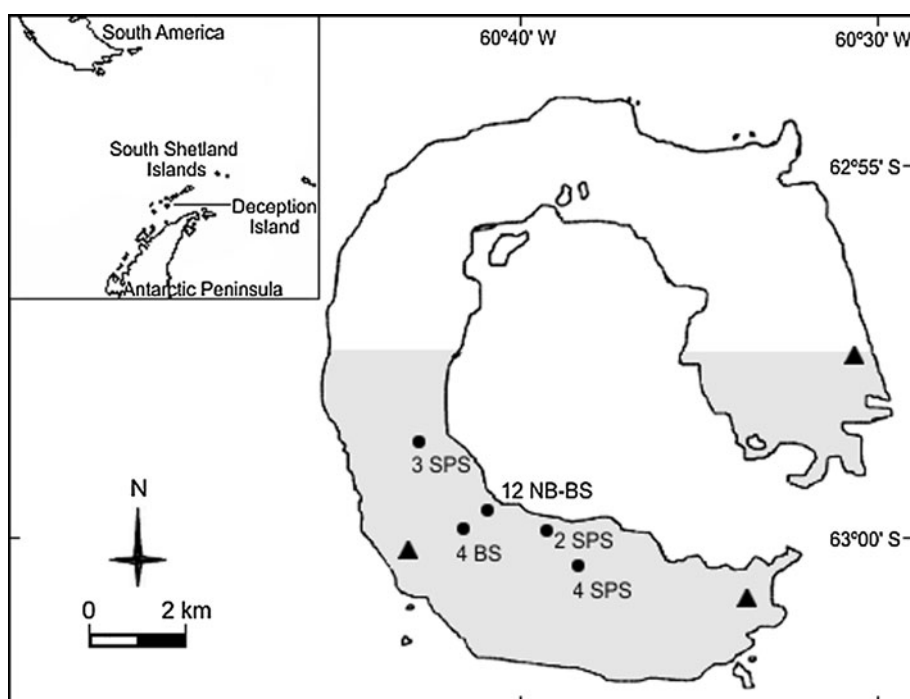 South America
South Shetland
Islands
Deception
Island
Antarctic Peninsula
60°40' W
60°30' W
62°55' S
3 SPS
12 NB-BS
4 BS
2 SPS
4 SPS
63°00' S
N
0 2 km